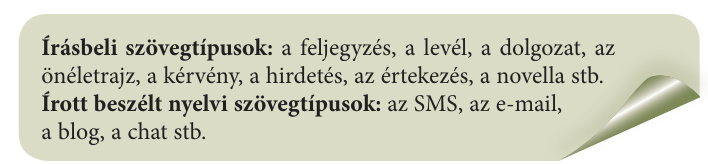 Írásbeli szövegtípusok: a feljegyzés, a levél, a dolgozat, az
önéletrajz, a kérvény, a hirdetés, az értekezés, a novella stb.
Írott beszélt nyelvi szövegtípusok: az SMS, az e-mail,
a blog, a chat stb.